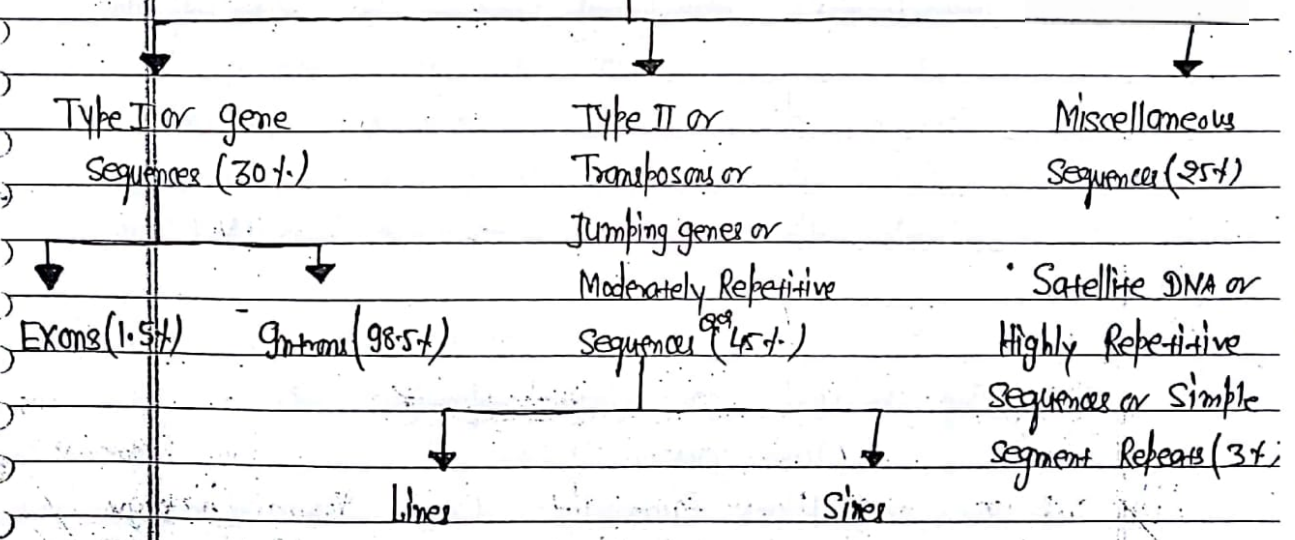 Type I or gene
Sequences (30%)
Exons (1.5%)
Introns (98.5%)
Type II or
Transposons or
Jumping genes or
Moderately Repetitive
Sequences (45%)
Lines
Sines
Miscellaneous
Sequences (25%)
• Satellite DNA or
Highly Repetitive
Sequences or Simple
Segment Repeats (3%